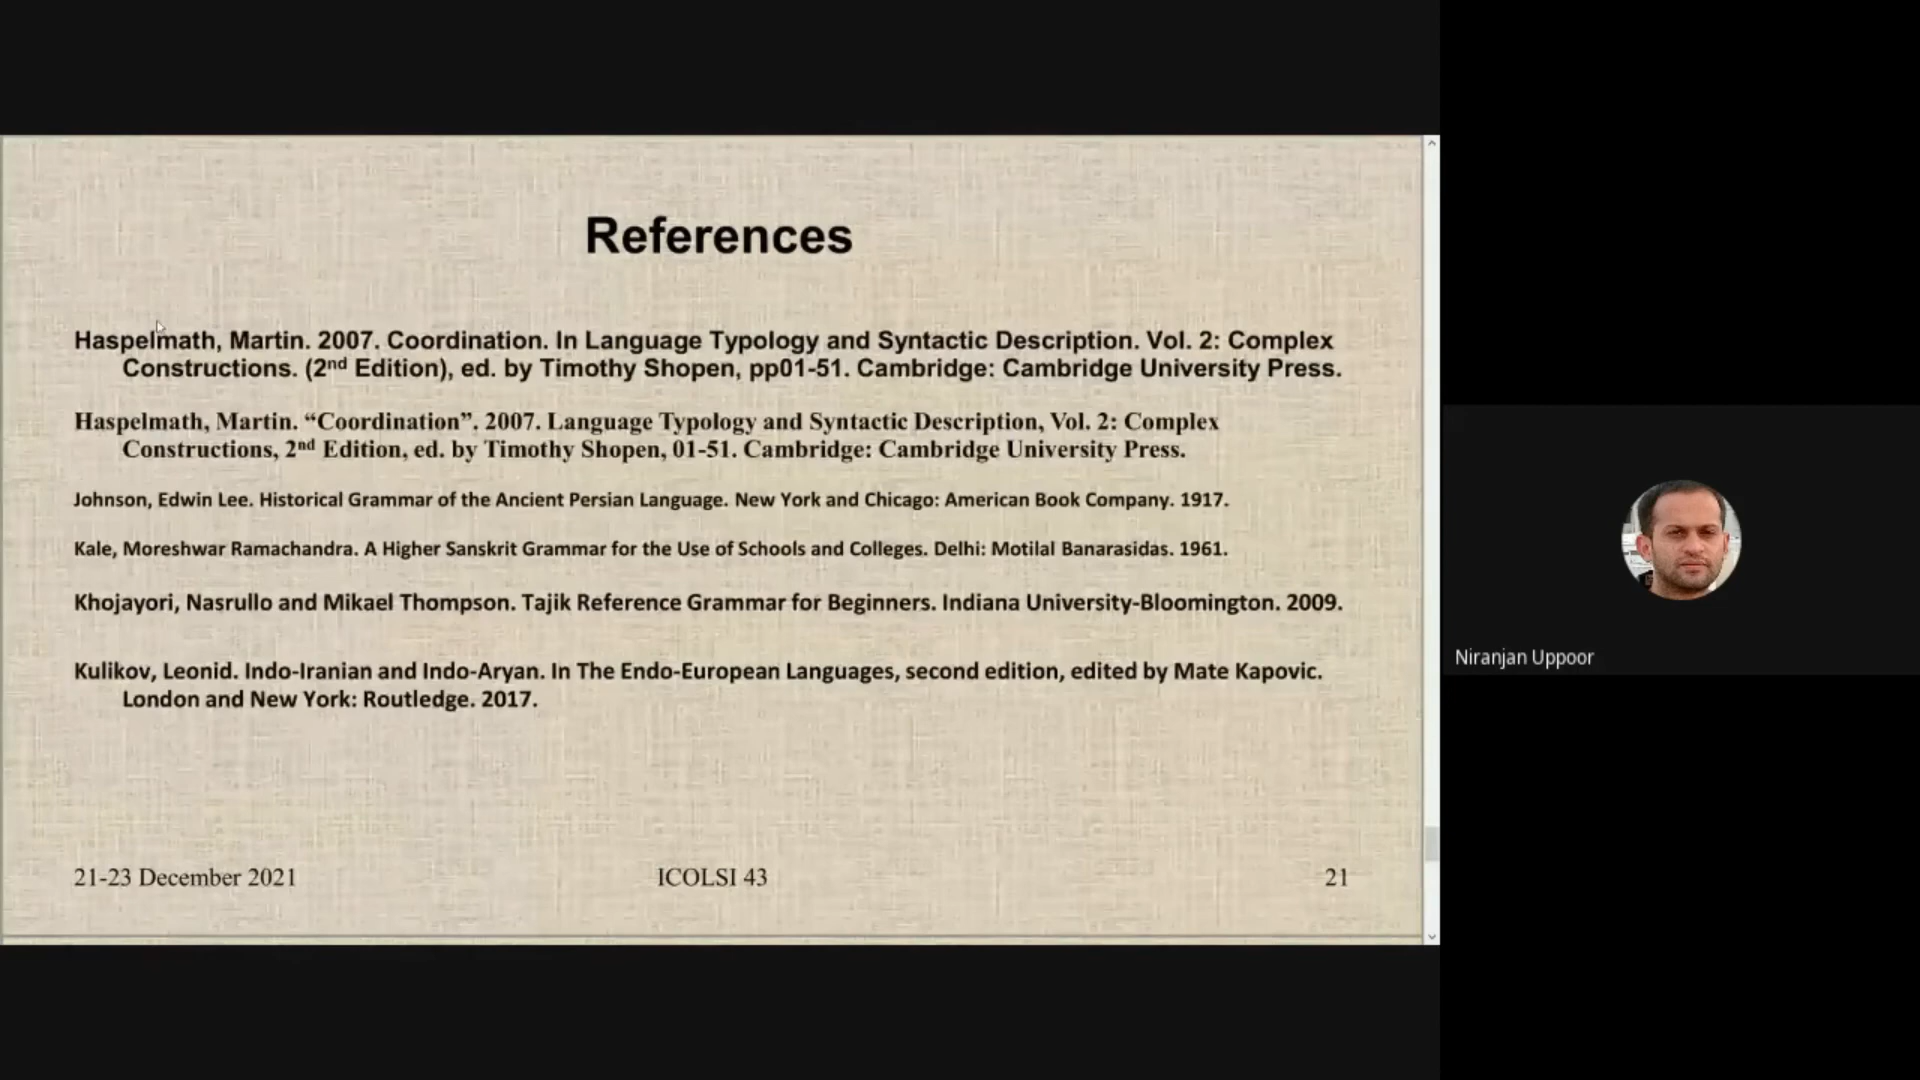 References
Haspelmath, Martin. 2007. Coordination. In Language Typology and Syntactic Description. Vol. 2: Complex
Constructions. (2nd Edition), ed. by Timothy Shopen, pp01-51. Cambridge: Cambridge University Press.
Haspelmath, Martin. “Coordination”. 2007. Language Typology and Syntactic Description, Vol. 2: Complex
Constructions, 2nd Edition, ed. by Timothy Shopen, 01-51. Cambridge: Cambridge University Press.
Johnson, Edwin Lee. Historical Grammar of the Ancient Persian Language. New York and Chicago: American Book Company. 1917.
Kale, Moreshwar Ramachandra. A Higher Sanskrit Grammar for the Use of Schools and Colleges. Delhi: Motilal Banarasidas. 1961.
Khojayori, Nasrullo and Mikael Thompson. Tajik Reference Grammar for Beginners. Indiana University-Bloomington. 2009.
Kulikov, Leonid. Indo-Iranian and Indo-Aryan. In The Endo-European Languages, second edition, edited by Mate Kapovic.
London and New York: Routledge. 2017.
21-23 December 2021
ICOLSI 43
21
Niranjan Uppoor